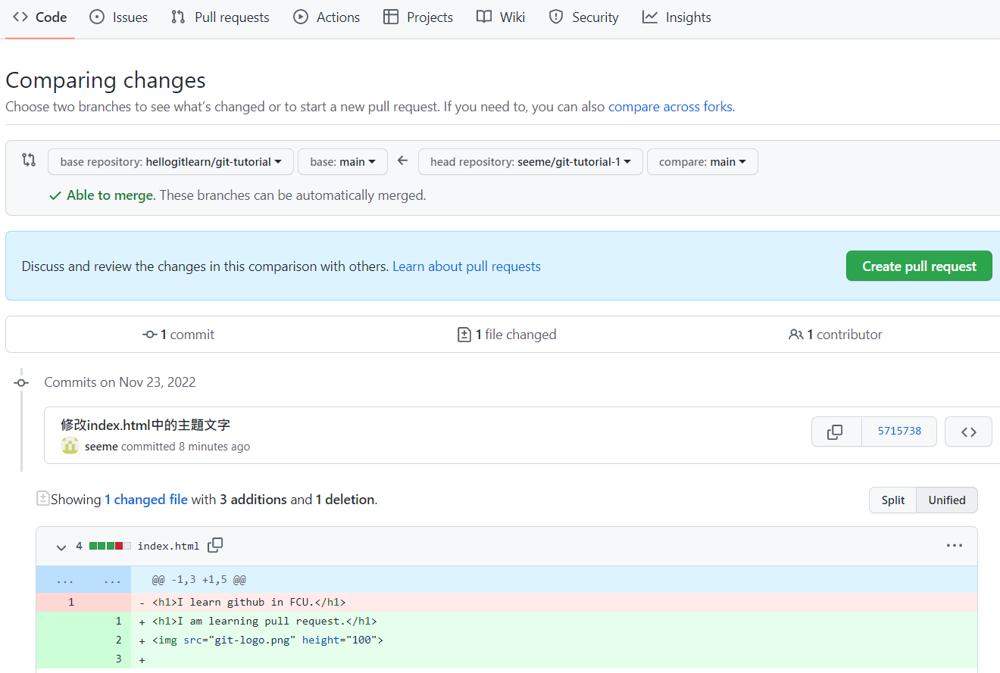 Code Issues Pull requests Actions Projects Wiki Security Insights
Comparing changes
Choose two branches to see what's changed or to start a new pull request. If you need to, you can also compare across forks.
base repository: hellogitlearn/git-tutorial base: main head repository: seeme/git-tutorial-1 compare: main
Able to merge. These branches can be automatically merged.
Discuss and review the changes in this comparison with others. Learn about pull requests Create pull request
1 commit 1 file changed 1 contributor
Commits on Nov 23, 2022
修改index.html中的主題文字
seeme committed 8 minutes ago
5715738
Showing 1 changed file with 3 additions and 1 deletion.
Split Unified
4 index.html
... ... @@ -1,3 +1,5 @@
1 - <h1>I learn github in FCU.</h1>
1 + <h1>I am learning pull request.</h1>
2 + <img src="git-logo.png" height="100">
3 +